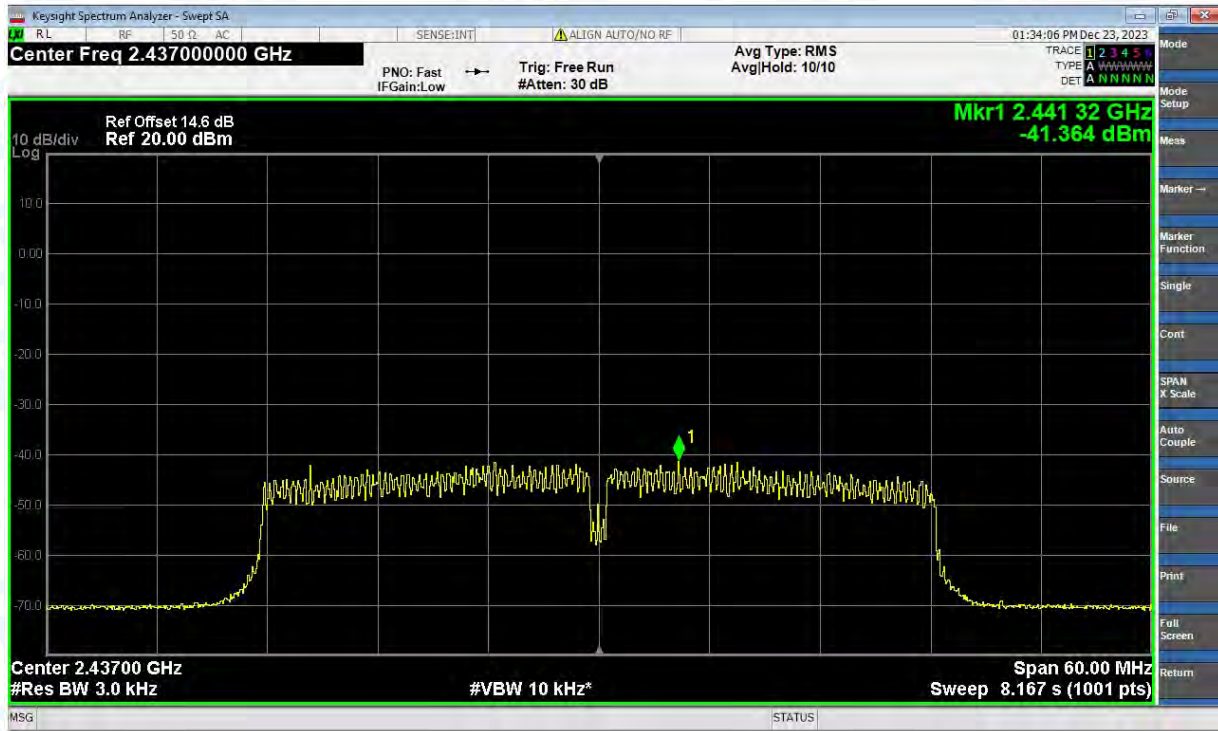 Keysight Spectrum Analyzer - Swept SA
RL RF 50 Ω AC SENSE:INT ALIGN AUTO/NO RF 01:34:06 PM Dec 23, 2023
Center Freq 2.437000000 GHz
PNO: Fast
IFGain:Low
Trig: Free Run
#Atten: 30 dB
Avg Type: RMS
Avg|Hold: 10/10
TRACE 1 2 3 4 5 6
TYPE A WWWWW
DET A N N N N N
Ref Offset 14.6 dB
Ref 20.00 dBm
10 dB/div
Log
Mkr1 2.441 32 GHz
-41.364 dBm
10.0
0.00
-10.0
-20.0
-30.0
-40.0
-50.0
-60.0
-70.0
1
Center 2.43700 GHz
#Res BW 3.0 kHz
#VBW 10 kHz*
Span 60.00 MHz
Sweep 8.167 s (1001 pts)
MSG
STATUS
Mode
Mode
Setup
Meas
Marker→
Marker
Function
Single
Cont
SPAN
X Scale
Auto
Couple
Source
File
Print
Full
Screen
Return